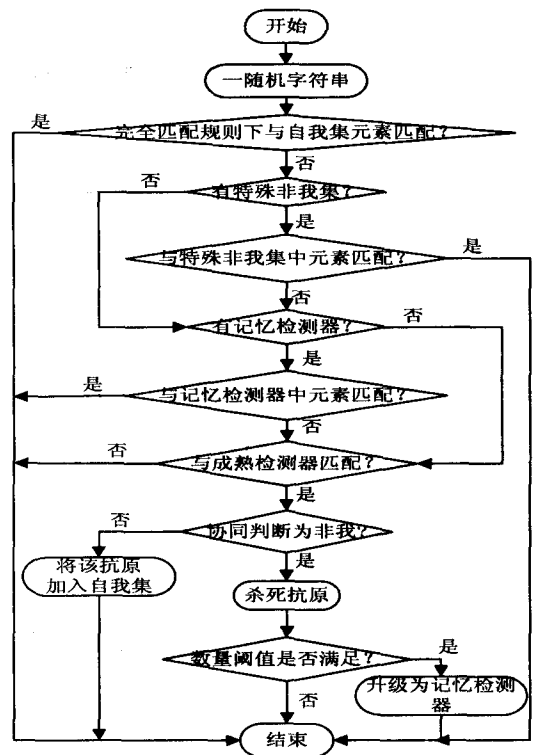 开始
一随机字符串
是
完全匹配规则下与自我集元素匹配?
否
否
有特殊非我集?
是
与特殊非我集中元素匹配?
是
否
有记忆检测器?
否
是
是
与记忆检测器中元素匹配?
否
否
与成熟检测器匹配?
是
否
协同判断为非我?
将该抗原
加入自我集
是
杀死抗原
数量阈值是否满足?
是
升级为记忆检测
器
否
结束